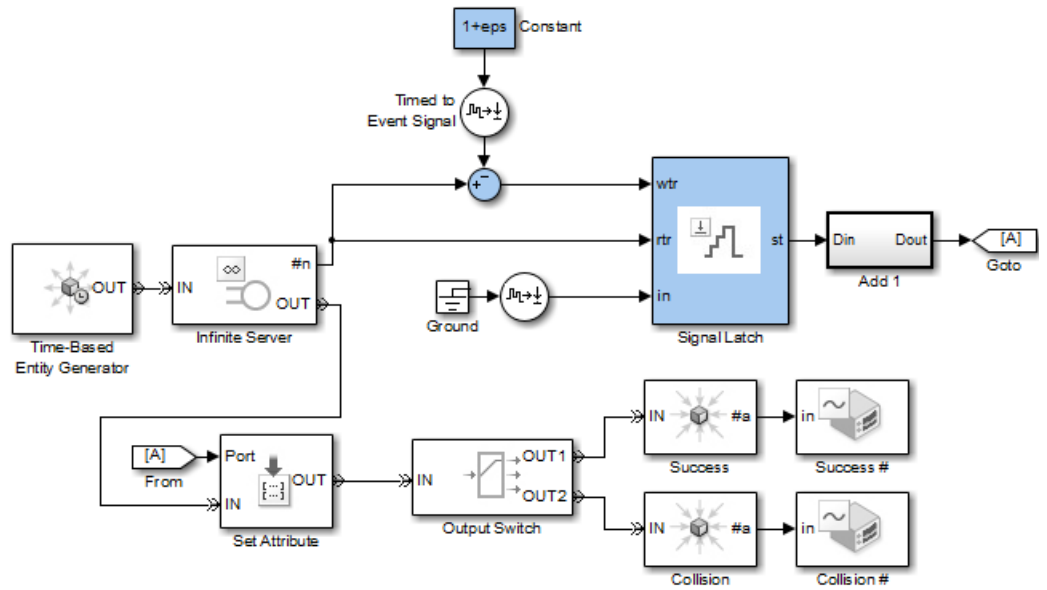 1+eps
Constant
Timed to
Event Signal
+
−
wtr
rtr
in
st
Signal Latch
Din
Dout
Add 1
[A]
Goto
OUT
Time-Based
Entity Generator
IN
∞
#n
OUT
Infinite Server
Ground
[A]
From
Port
IN
[...]
OUT
Set Attribute
IN
OUT1
OUT2
Output Switch
IN
#a
Success
in
Success #
IN
#a
Collision
in
Collision #